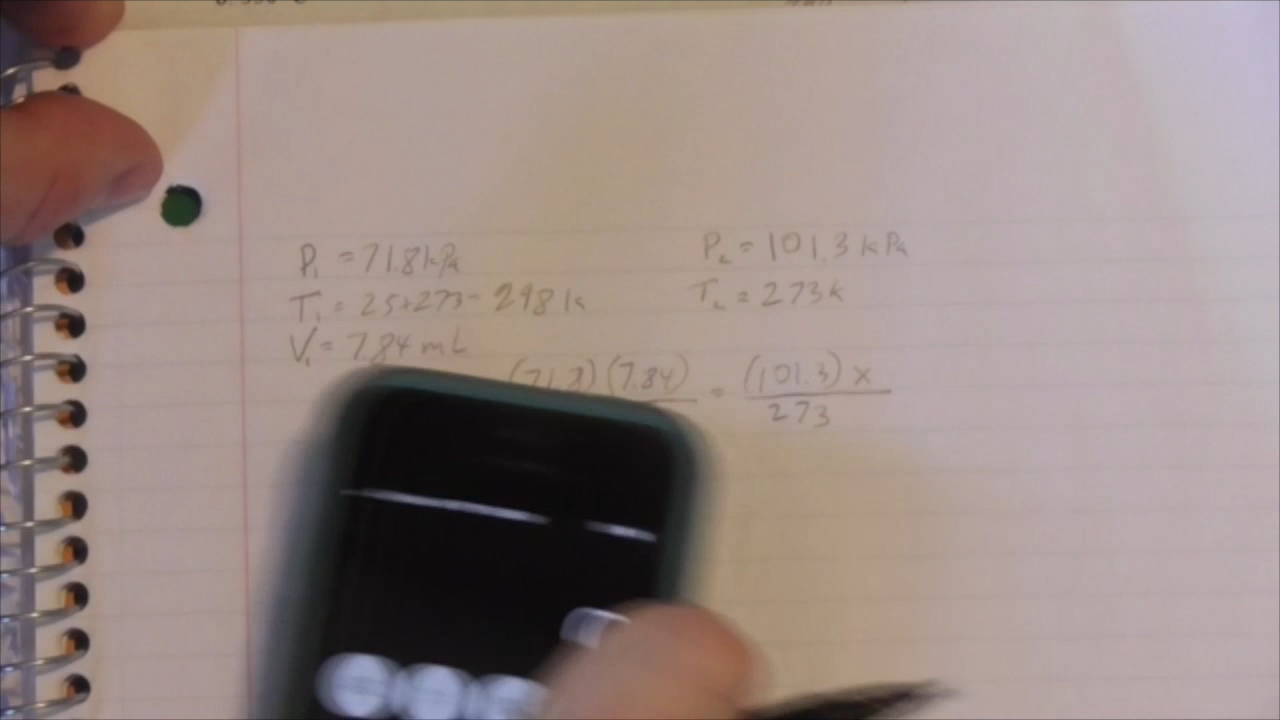 P₁ = 71.8 kPa
P₂ = 101.3 kPa
T₁ = 25+273 = 298 k
T₂ = 273 k
V₁ = 7.84 mL
(71.8)(7.84) = (101.3) x
273